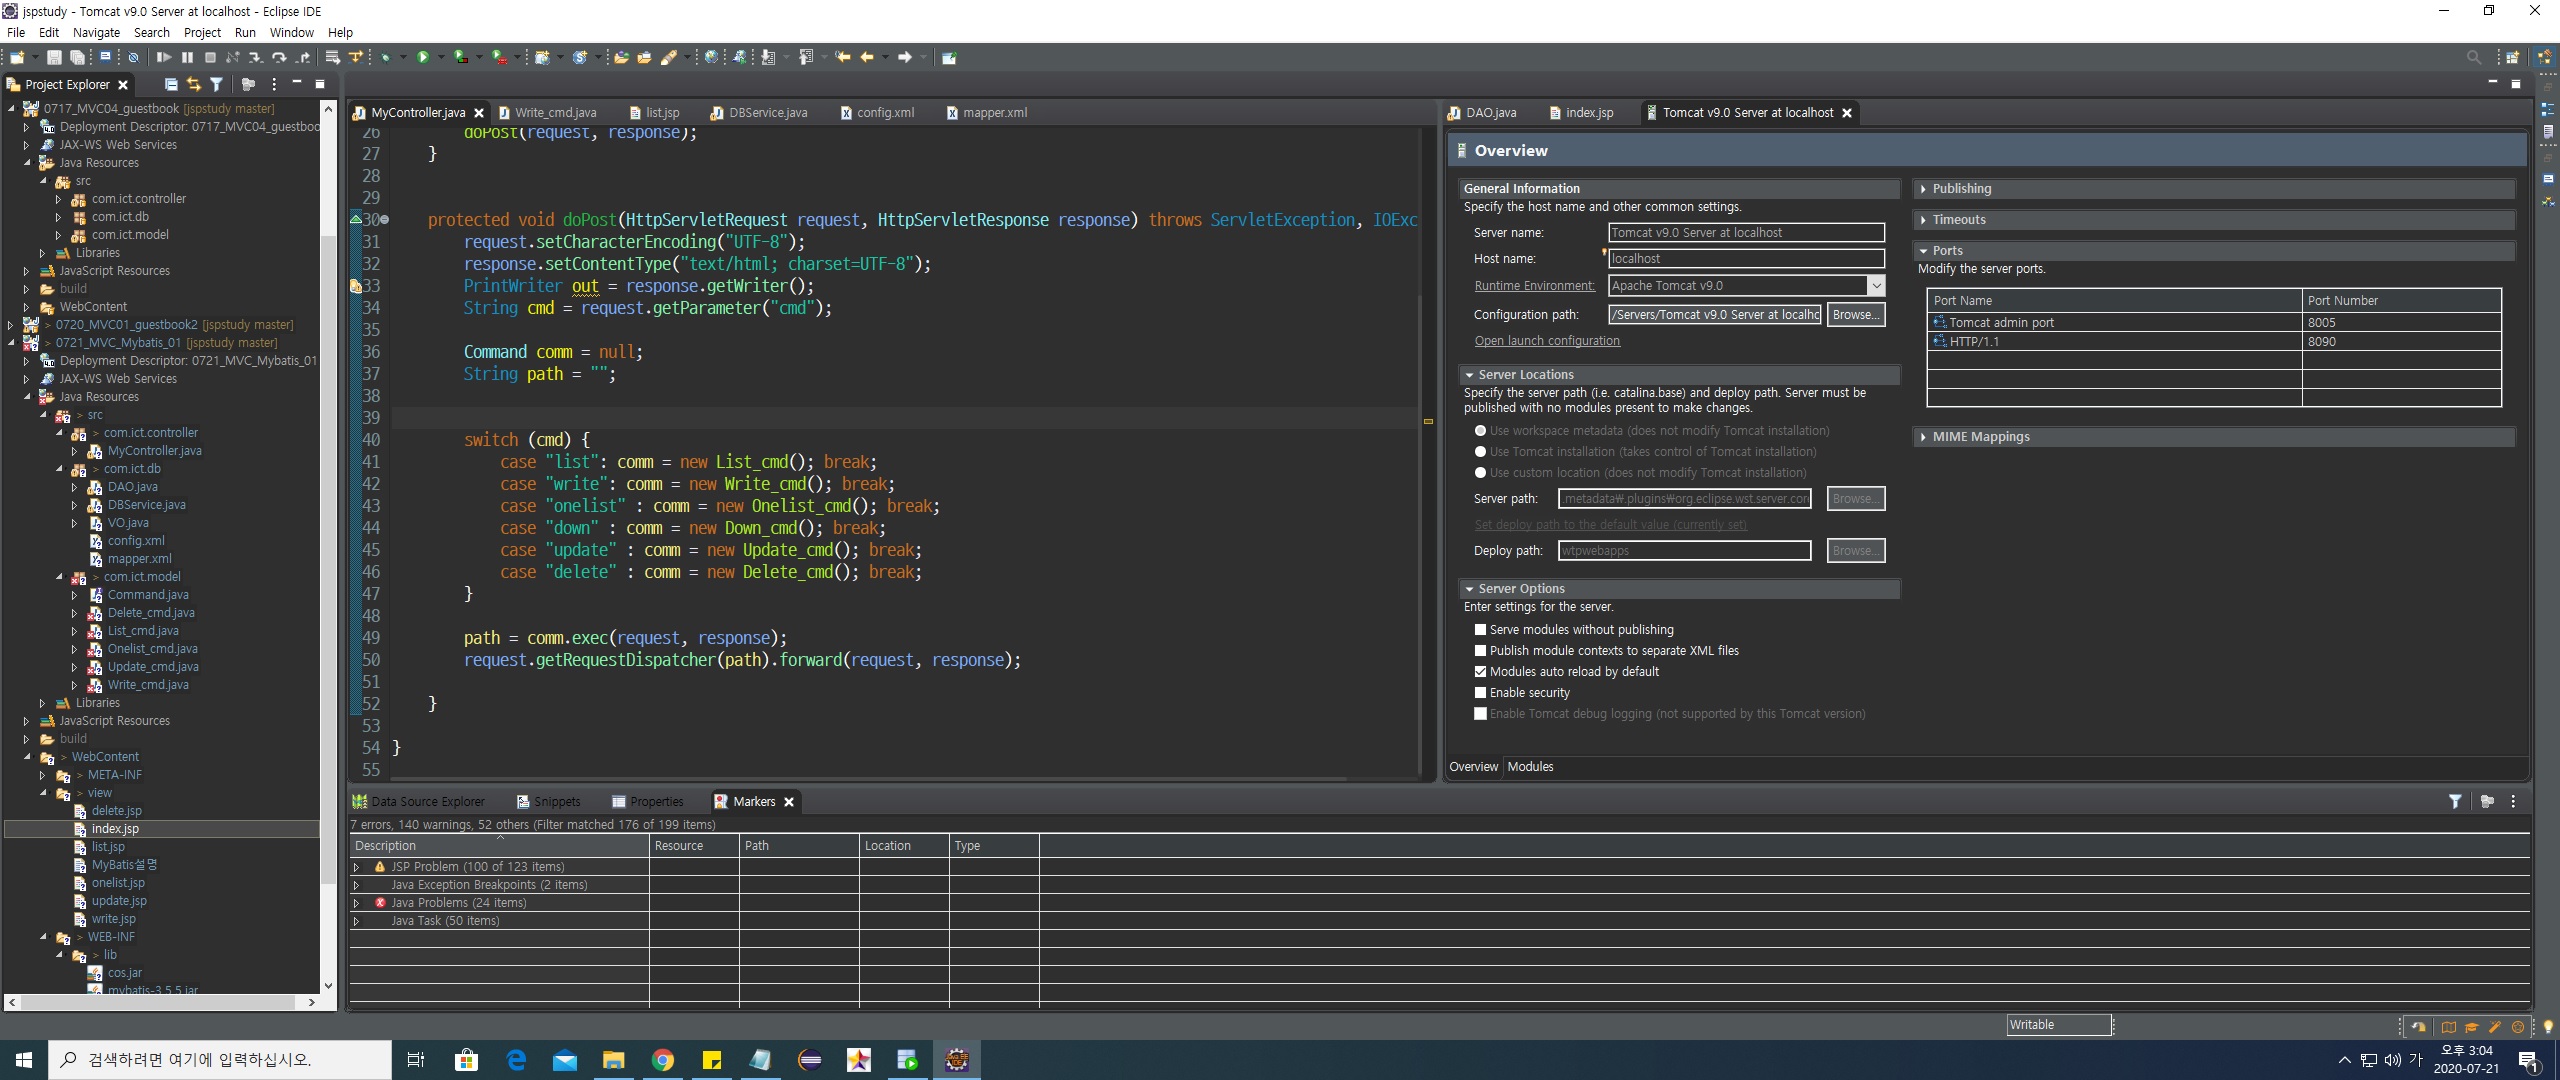 jspstudy - Tomcat v9.0 Server at localhost - Eclipse IDE
File Edit Navigate Search Project Run Window Help
Project Explorer
0717_MVC04_guestbook [jspstudy master]
Deployment Descriptor: 0717_MVC04_guestboo
JAX-WS Web Services
Java Resources
src
com.ict.controller
com.ict.db
com.ict.model
Libraries
JavaScript Resources
build
WebContent
> 0720_MVC01_guestbook2 [jspstudy master]
> 0721_MVC_Mybatis_01 [jspstudy master]
Deployment Descriptor: 0721_MVC_Mybatis_01
JAX-WS Web Services
Java Resources
> src
> com.ict.controller
MyController.java
> com.ict.db
DAO.java
DBService.java
VO.java
config.xml
mapper.xml
> com.ict.model
Command.java
Delete_cmd.java
List_cmd.java
Onelist_cmd.java
Update_cmd.java
Write_cmd.java
Libraries
JavaScript Resources
build
> WebContent
> META-INF
> view
delete.jsp
index.jsp
list.jsp
MyBatis설명
onelist.jsp
update.jsp
write.jsp
> WEB-INF
> lib
cos.jar
mybatis-3.5.5.jar
MyController.java Write_cmd.java list.jsp DBService.java config.xml mapper.xml
26 doPost(request, response);
27 }
28
29
30 protected void doPost(HttpServletRequest request, HttpServletResponse response) throws ServletException, IOExc
31 request.setCharacterEncoding("UTF-8");
32 response.setContentType("text/html; charset=UTF-8");
33 PrintWriter out = response.getWriter();
34 String cmd = request.getParameter("cmd");
35
36 Command comm = null;
37 String path = "";
38
39
40 switch (cmd) {
41 case "list": comm = new List_cmd(); break;
42 case "write": comm = new Write_cmd(); break;
43 case "onelist" : comm = new Onelist_cmd(); break;
44 case "down" : comm = new Down_cmd(); break;
45 case "update" : comm = new Update_cmd(); break;
46 case "delete" : comm = new Delete_cmd(); break;
47 }
48
49 path = comm.exec(request, response);
50 request.getRequestDispatcher(path).forward(request, response);
51
52 }
53
54 }
55
DAO.java index.jsp Tomcat v9.0 Server at localhost
Overview
General Information
Specify the host name and other common settings.
Server name: Tomcat v9.0 Server at localhost
Host name: localhost
Runtime Environment: Apache Tomcat v9.0
Configuration path: /Servers/Tomcat v9.0 Server at localhc Browse...
Open launch configuration
Server Locations
Specify the server path (i.e. catalina.base) and deploy path. Server must be
published with no modules present to make changes.
Use workspace metadata (does not modify Tomcat installation)
Use Tomcat installation (takes control of Tomcat installation)
Use custom location (does not modify Tomcat installation)
Server path: .metadata₩.plugins₩org.eclipse.wst.server.core Browse...
Set deploy path to the default value (currently set)
Deploy path: wtpwebapps Browse...
Server Options
Enter settings for the server.
Serve modules without publishing
Publish module contexts to separate XML files
Modules auto reload by default
Enable security
Enable Tomcat debug logging (not supported by this Tomcat version)
Publishing
Timeouts
Ports
Modify the server ports.
Port Name Port Number
Tomcat admin port 8005
HTTP/1.1 8090
MIME Mappings
Overview Modules
Data Source Explorer Snippets Properties Markers
7 errors, 140 warnings, 52 others (Filter matched 176 of 199 items)
Description Resource Path Location Type
JSP Problem (100 of 123 items)
Java Exception Breakpoints (2 items)
Java Problems (24 items)
Java Task (50 items)
Writable
검색하려면 여기에 입력하십시오.
가
오후 3:04
2020-07-21
1